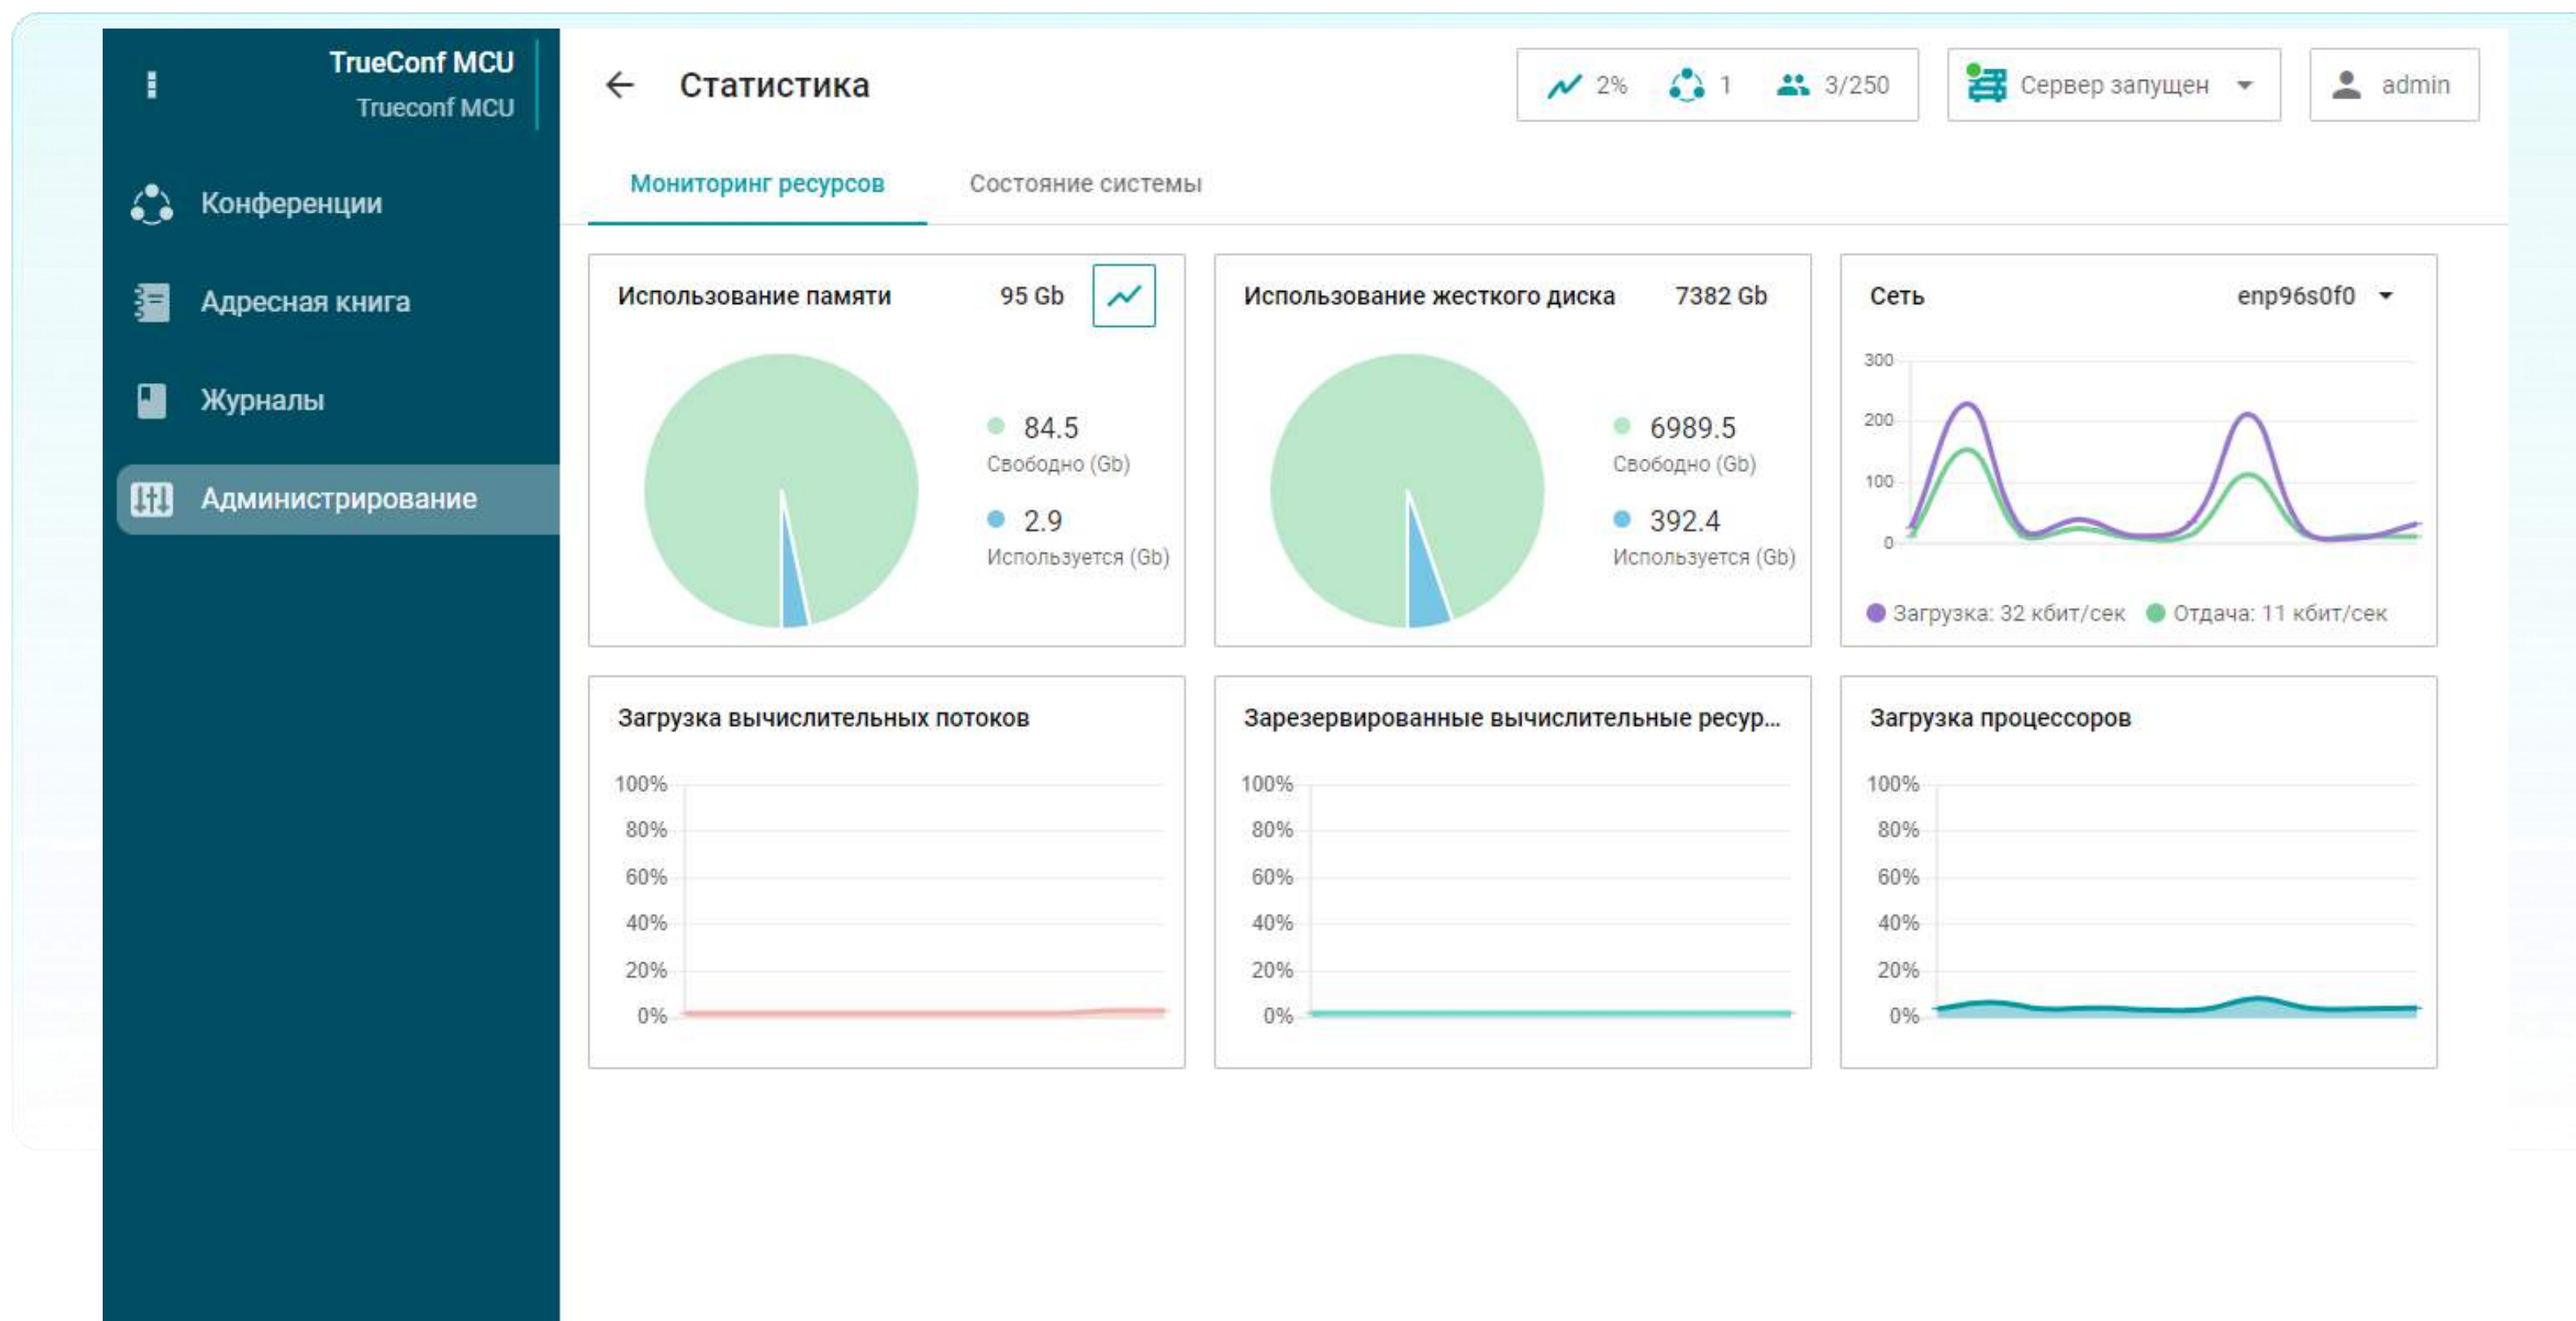 TrueConf MCU
Trueconf MCU
Конференции
Адресная книга
Журналы
Администрирование
Статистика
2% 1 3/250
Сервер запущен
admin
Мониторинг ресурсов
Состояние системы
Использование памяти 95 Gb
84.5
Свободно (Gb)
2.9
Используется (Gb)
Использование жесткого диска 7382 Gb
6989.5
Свободно (Gb)
392.4
Используется (Gb)
Сеть enp96s0f0
300
200
100
0
Загрузка: 32 кбит/сек Отдача: 11 кбит/сек
Загрузка вычислительных потоков
100%
80%
60%
40%
20%
0%
Зарезервированные вычислительные ресур...
100%
80%
60%
40%
20%
0%
Загрузка процессоров
100%
80%
60%
40%
20%
0%